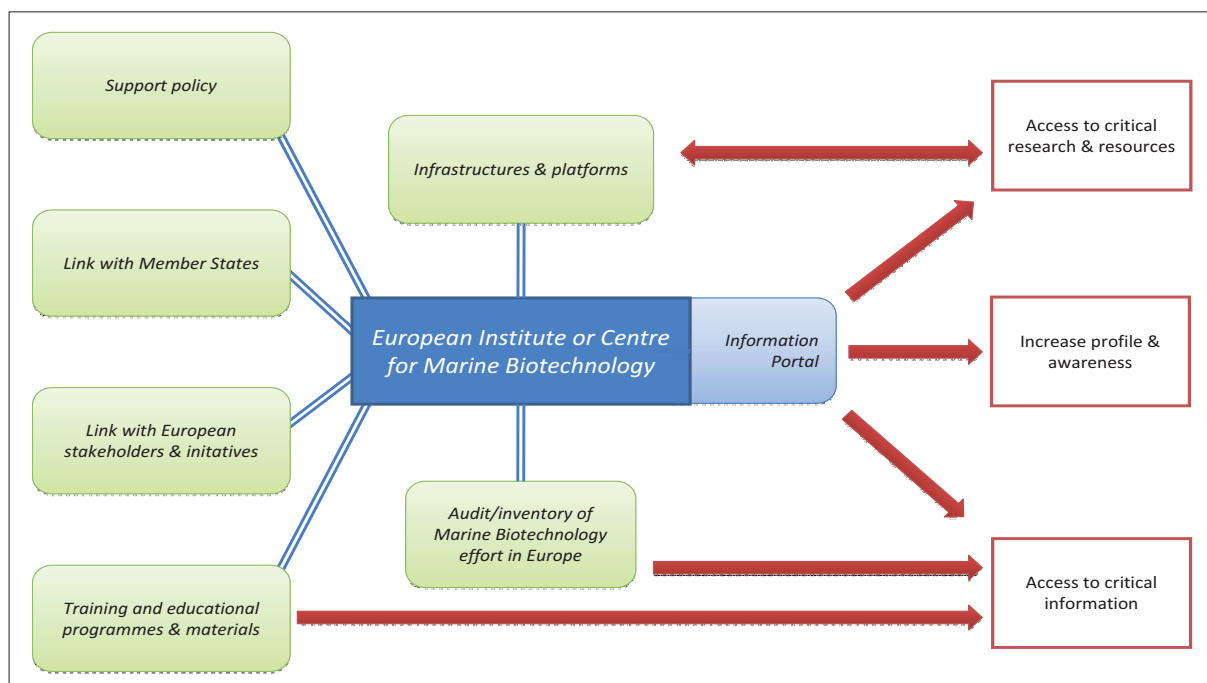 Support policy
Infrastructures & platforms
Access to critical
research & resources
Link with Member States
European Institute or Centre
for Marine Biotechnology
Information
Portal
Increase profile &
awareness
Link with European
stakeholders & initatives
Audit/inventory of
Marine Biotechnology
effort in Europe
Training and educational
programmes & materials
Access to critical
information